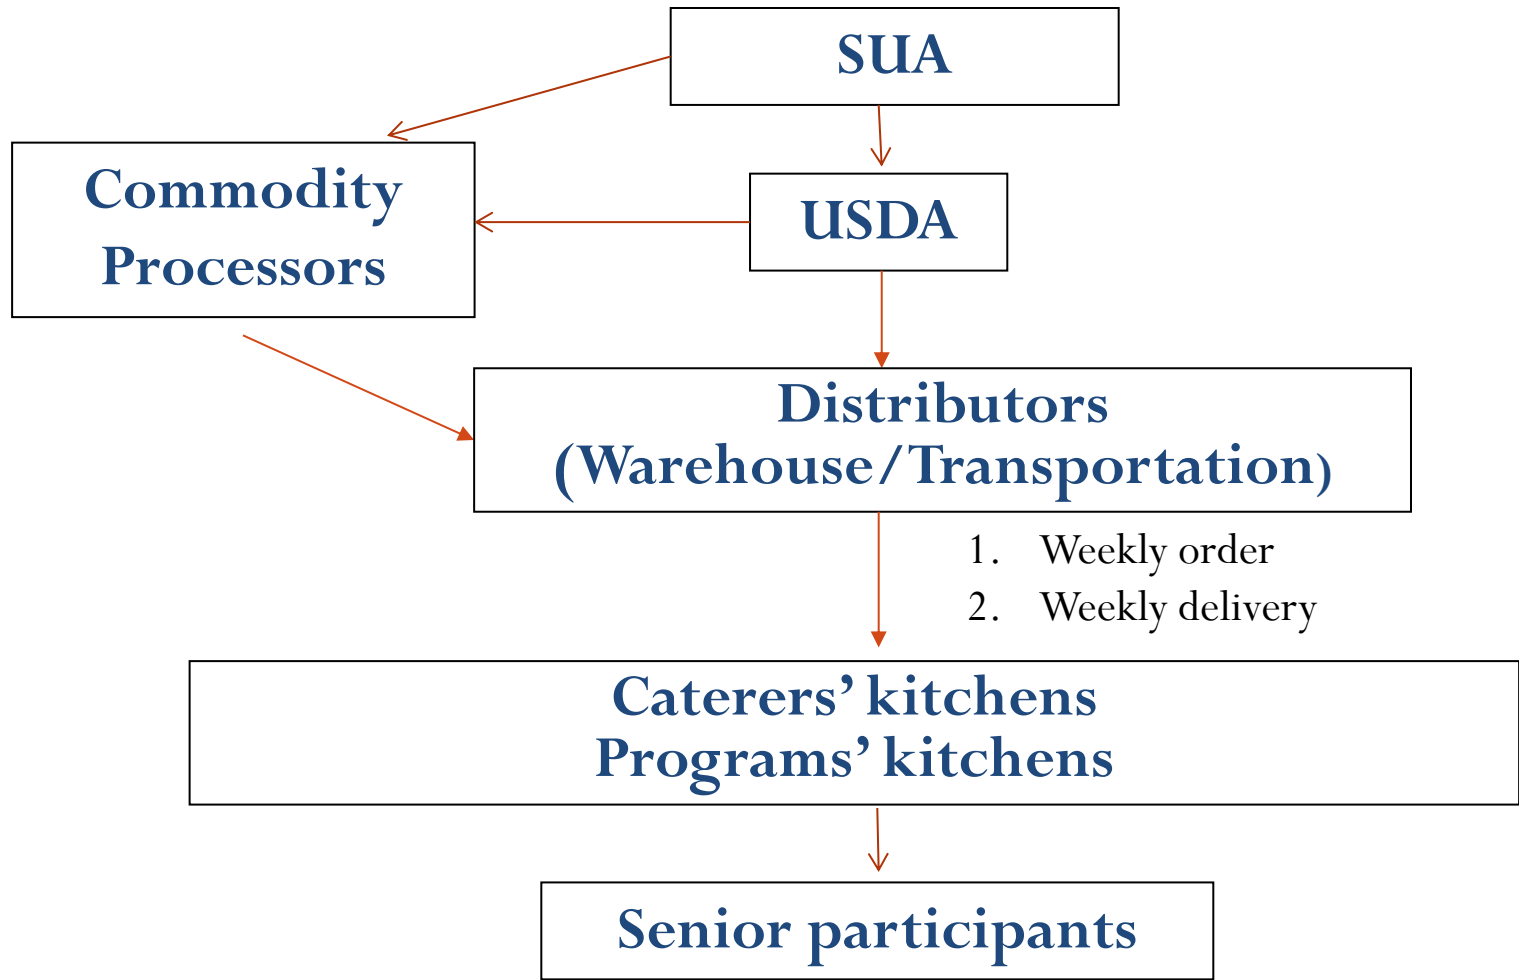 SUA
Commodity
Processors
USDA
Distributors
(Warehouse/Transportation)
1. Weekly order
2. Weekly delivery
Caterers’ kitchens
Programs’ kitchens
Senior participants